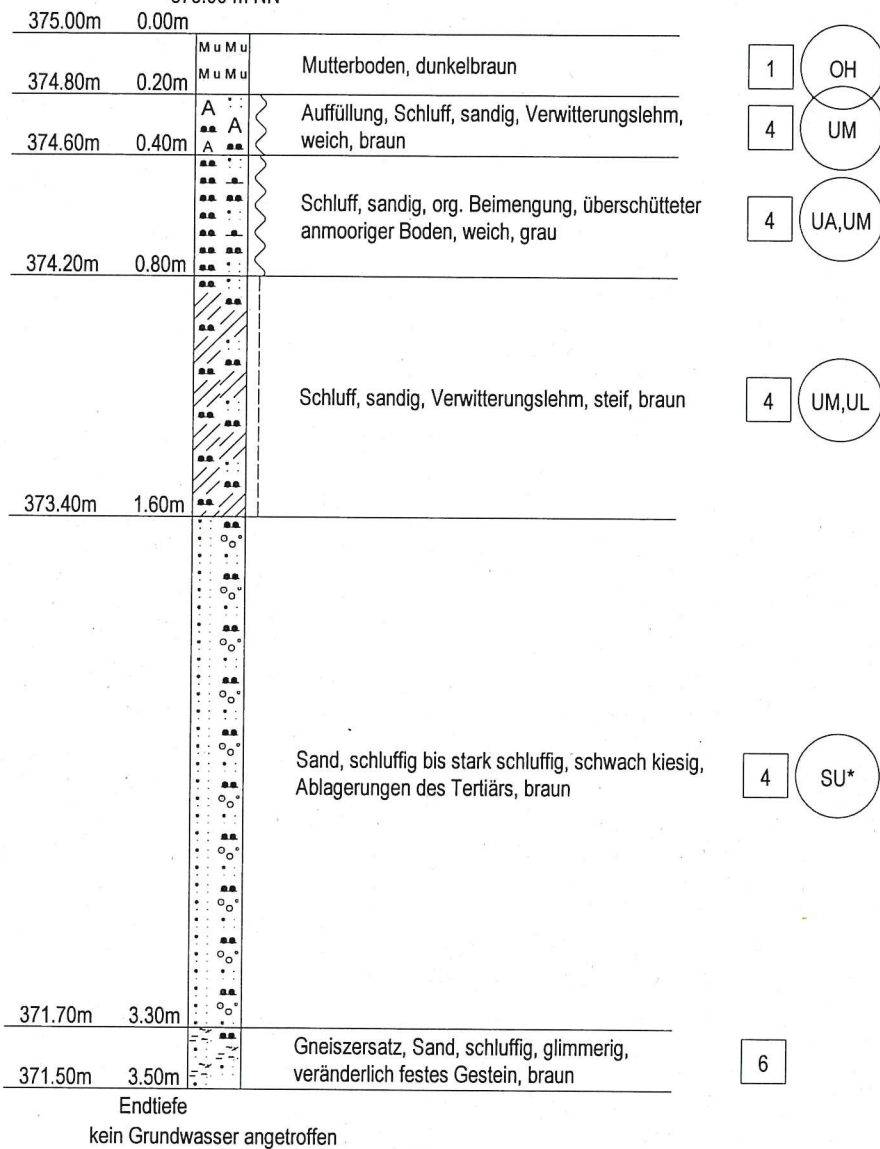 375.00m 0.00m
Mu Mu
Mu Mu
Mutterboden, dunkelbraun
1 OH
374.80m 0.20m
A
A
A
Auffüllung, Schluff, sandig, Verwitterungslehm,
weich, braun
4 UM
374.60m 0.40m
Schluff, sandig, org. Beimengung, überschütteter
anmooriger Boden, weich, grau
4 UA,UM
374.20m 0.80m
Schluff, sandig, Verwitterungslehm, steif, braun
4 UM,UL
373.40m 1.60m
Sand, schluffig bis stark schluffig, schwach kiesig,
Ablagerungen des Tertiärs, braun
4 SU*
371.70m 3.30m
Gneiszersatz, Sand, schluffig, glimmerig,
veränderlich festes Gestein, braun
6
371.50m 3.50m
Endtiefe
kein Grundwasser angetroffen